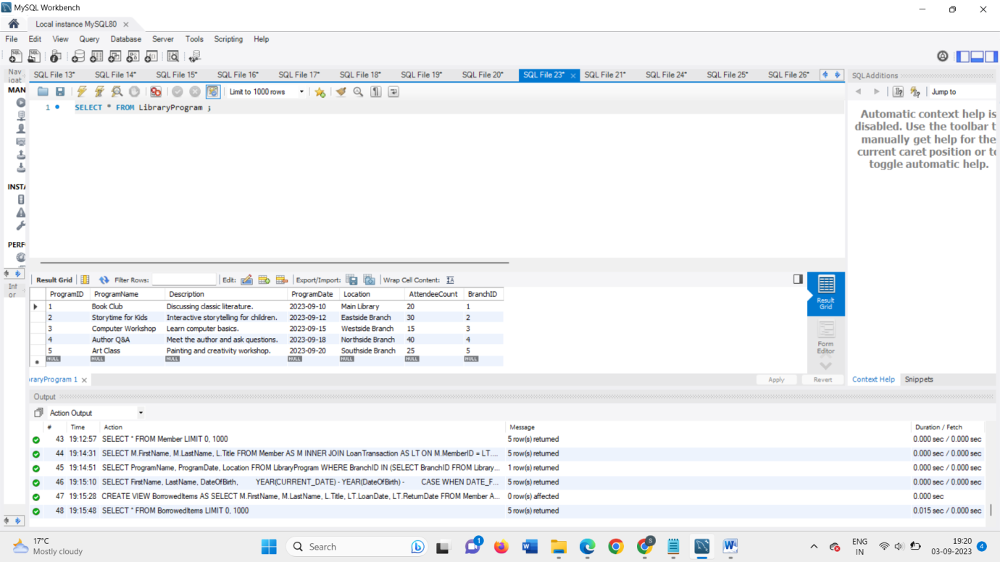 MySQL Workbench
Local instance MySQL80
File Edit View Query Database Server Tools Scripting Help
Nav
igat
SQL File 13* SQL File 14* SQL File 15* SQL File 16* SQL File 17* SQL File 18* SQL File 19* SQL File 20* SQL File 23* SQL File 21* SQL File 24* SQL File 25* SQL File 26*
SQLAdditions
MAN
Limit to 1000 rows
Jump to
1 SELECT * FROM LibraryProgram ;
Automatic context help is
disabled. Use the toolbar t
manually get help for the
current caret position or to
toggle automatic help.
INSTA
PERF
Int
or
Result Grid Filter Rows: Edit: Export/Import: Wrap Cell Content:
ProgramID ProgramName Description ProgramDate Location AttendeeCount BranchID
1 Book Club Discussing classic literature. 2023-09-10 Main Library 20 1
2 Storytime for Kids Interactive storytelling for children. 2023-09-12 Eastside Branch 30 2
3 Computer Workshop Learn computer basics. 2023-09-15 Westside Branch 15 3
4 Author Q&A Meet the author and ask questions. 2023-09-18 Northside Branch 40 4
5 Art Class Painting and creativity workshop. 2023-09-20 Southside Branch 25 5
NULL NULL NULL NULL NULL NULL NULL
Result
Grid
Form
Editor
raryProgram 1
Apply Revert
Context Help Snippets
Output
Action Output
# Time Action Message Duration / Fetch
43 19:12:57 SELECT * FROM Member LIMIT 0, 1000 5 row(s) returned 0.000 sec / 0.000 sec
44 19:14:31 SELECT M.FirstName, M.LastName, L.Title FROM Member AS M INNER JOIN LoanTransaction AS LT ON M.MemberID = LT.... 5 row(s) returned 0.000 sec / 0.000 sec
45 19:14:51 SELECT ProgramName, ProgramDate, Location FROM LibraryProgram WHERE BranchID IN (SELECT BranchID FROM Library... 1 row(s) returned 0.000 sec / 0.000 sec
46 19:15:10 SELECT FirstName, LastName, DateOfBirth, YEAR(CURRENT_DATE) - YEAR(DateOfBirth) - CASE WHEN DATE_F... 5 row(s) returned 0.000 sec / 0.000 sec
47 19:15:28 CREATE VIEW BorrowedItems AS SELECT M.FirstName, M.LastName, L.Title, LT.LoanDate, LT.ReturnDate FROM Member A... 0 row(s) affected 0.000 sec
48 19:15:48 SELECT * FROM BorrowedItems LIMIT 0, 1000 5 row(s) returned 0.015 sec / 0.000 sec
17°C
Mostly cloudy
Search
1
S
ENG
IN
19:20
03-09-2023
4